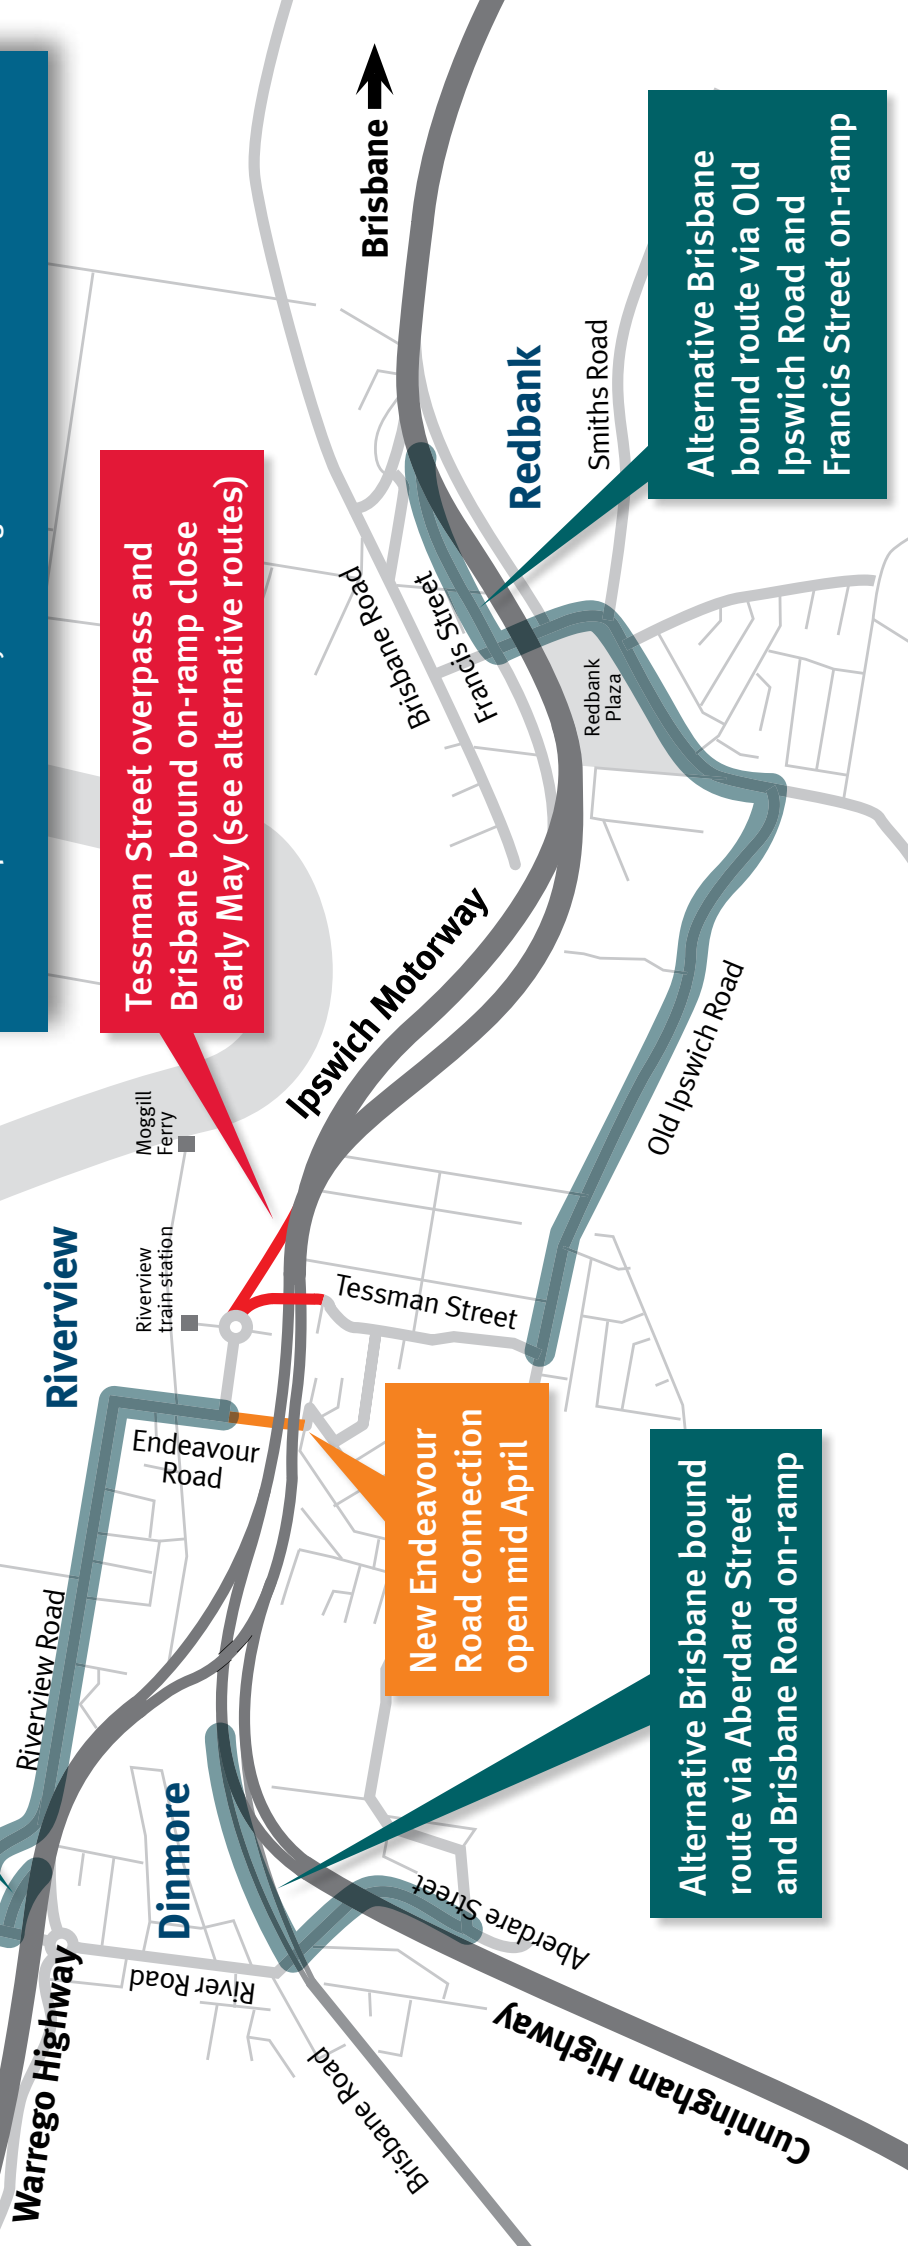 Brisbane
Alternative Brisbane
bound route via Old
Ipswich Road and
Francis Street on-ramp
Tessman Street overpass and
Brisbane bound on-ramp close
early May (see alternative routes)
Redbank
Smiths Road
Brisbane Road
Francis Street
Redbank
Plaza
Ipswich Motorway
Old Ipswich Road
Moggill
Ferry
Riverview
Riverview
train station
Tessman Street
Endeavour
Road
New Endeavour
Road connection
open mid April
Riverview Road
Alternative Brisbane bound
route via Aberdare Street
and Brisbane Road on-ramp
Dinmore
Aberdare Street
River Road
Warrego Highway
Brisbane Road
Cunningham Highway